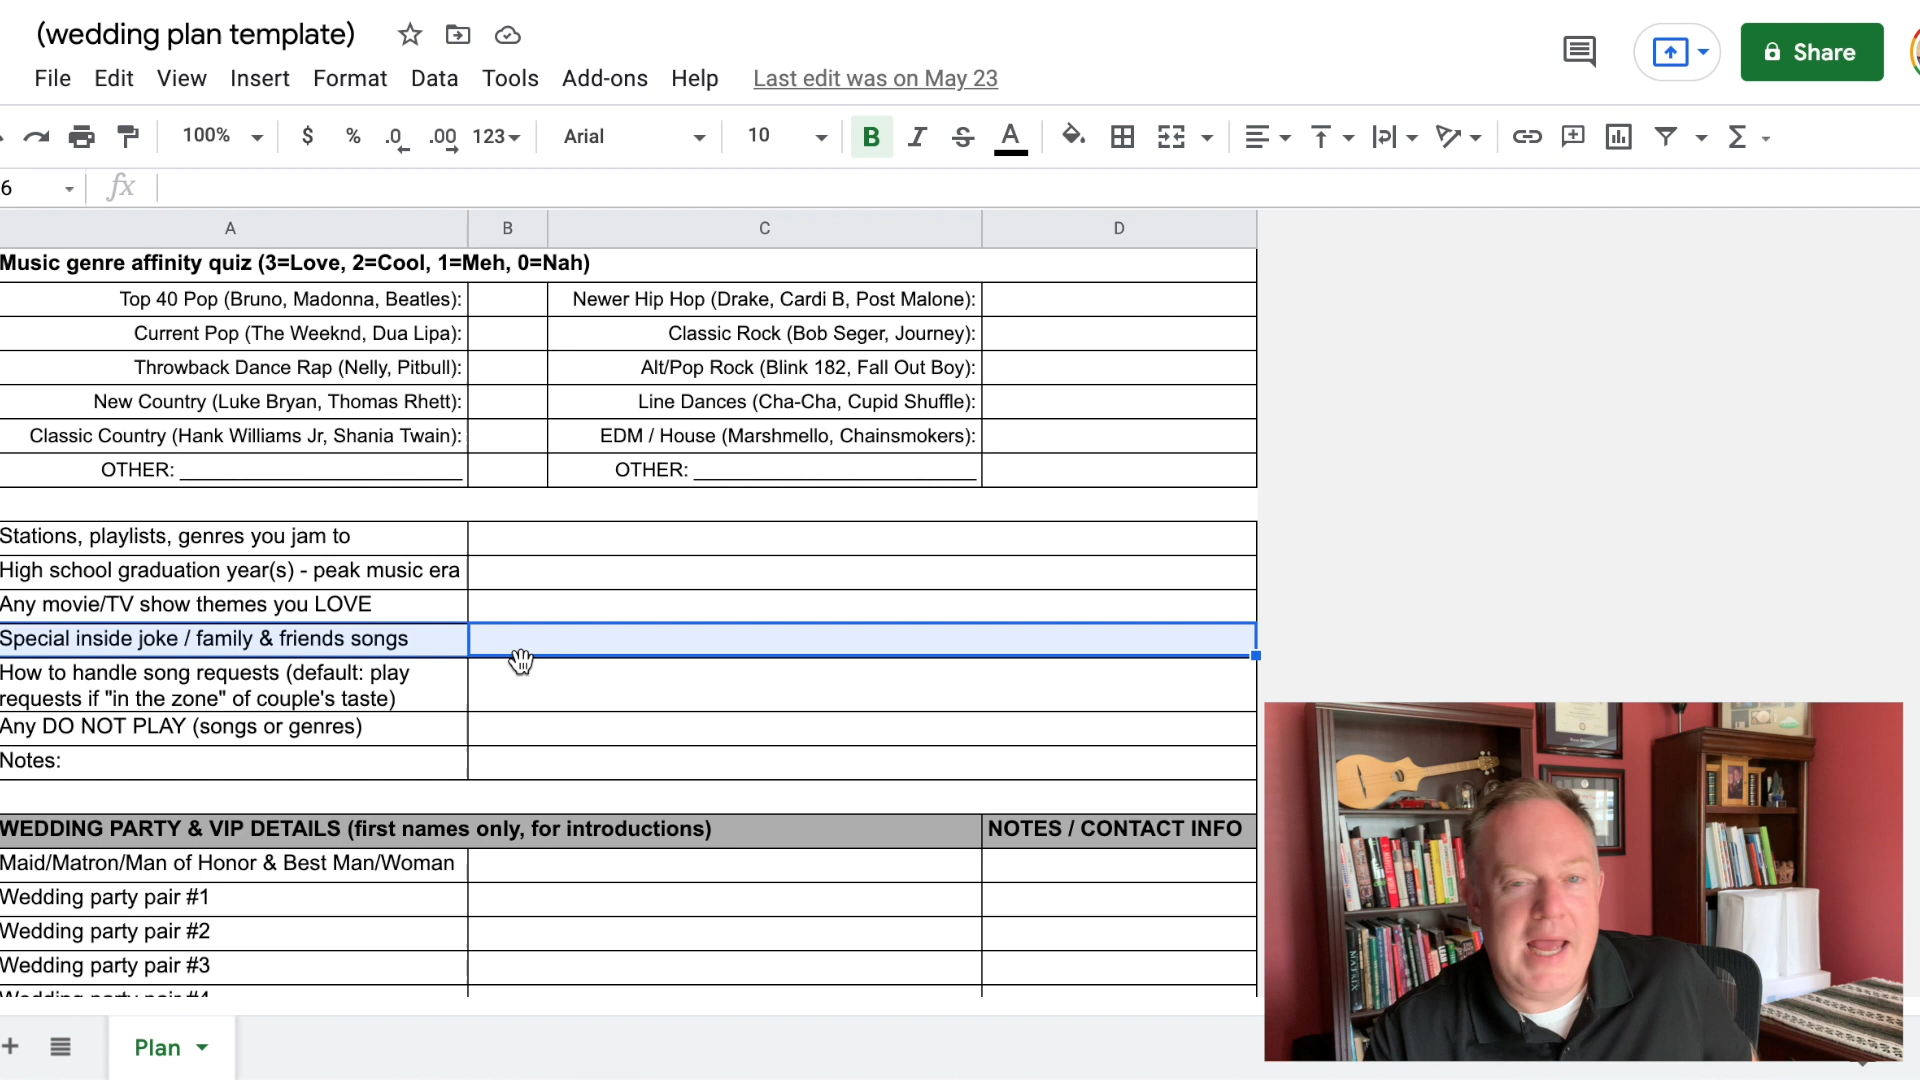 (wedding plan template)
File Edit View Insert Format Data Tools Add-ons Help Last edit was on May 23
Share
100% $ % .0 .00 123 Arial 10 B I S A
6 fx
A B C D
Music genre affinity quiz (3=Love, 2=Cool, 1=Meh, 0=Nah)
Top 40 Pop (Bruno, Madonna, Beatles): Newer Hip Hop (Drake, Cardi B, Post Malone):
Current Pop (The Weeknd, Dua Lipa): Classic Rock (Bob Seger, Journey):
Throwback Dance Rap (Nelly, Pitbull): Alt/Pop Rock (Blink 182, Fall Out Boy):
New Country (Luke Bryan, Thomas Rhett): Line Dances (Cha-Cha, Cupid Shuffle):
Classic Country (Hank Williams Jr, Shania Twain): EDM / House (Marshmello, Chainsmokers):
OTHER: __________________________ OTHER: __________________________
Stations, playlists, genres you jam to
High school graduation year(s) - peak music era
Any movie/TV show themes you LOVE
Special inside joke / family & friends songs
How to handle song requests (default: play
requests if "in the zone" of couple's taste)
Any DO NOT PLAY (songs or genres)
Notes:
WEDDING PARTY & VIP DETAILS (first names only, for introductions) NOTES / CONTACT INFO
Maid/Matron/Man of Honor & Best Man/Woman
Wedding party pair #1
Wedding party pair #2
Wedding party pair #3
Wedding party pair #4
Plan